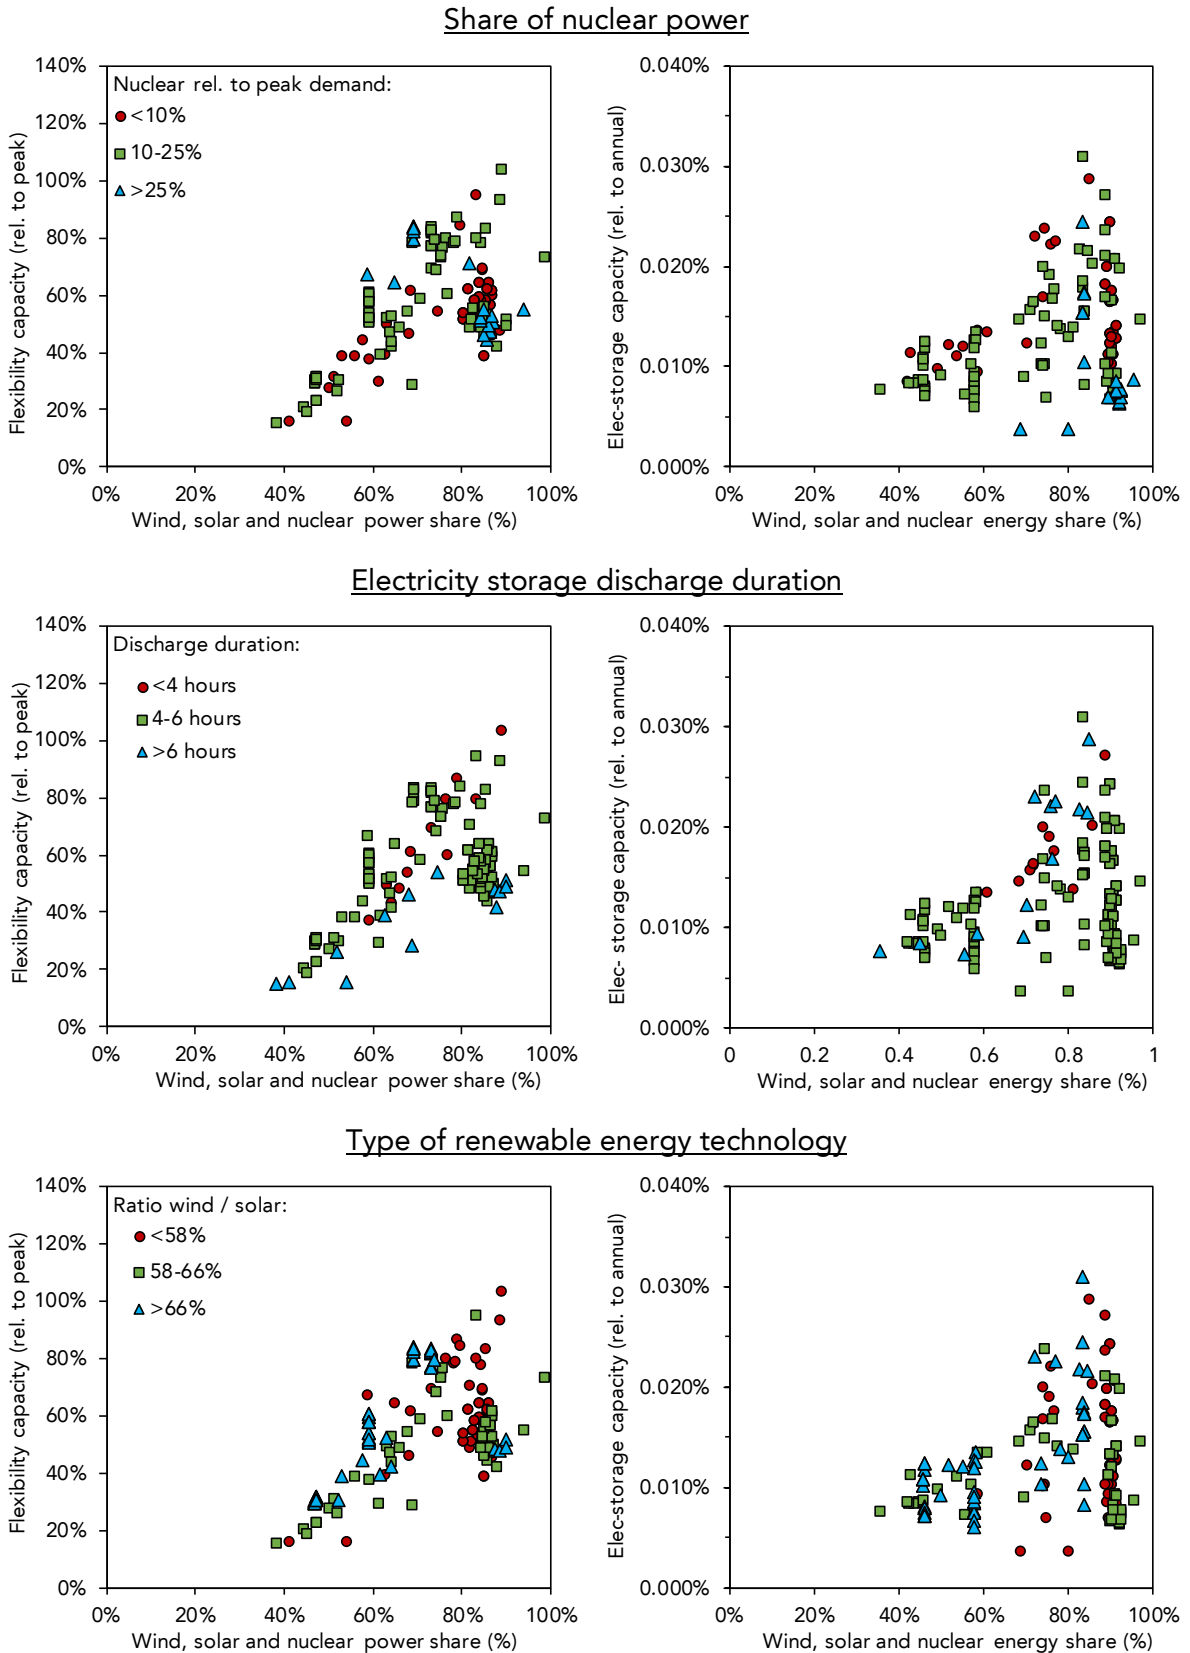 Share of nuclear power
140%
120%
100%
80%
60%
40%
20%
0%
Flexibility capacity (rel. to peak)
Nuclear rel. to peak demand:
<10%
10-25%
>25%
0% 20% 40% 60% 80% 100%
Wind, solar and nuclear power share (%)
0.040%
0.030%
0.020%
0.010%
0.000%
Elec-storage capacity (rel. to annual)
0% 20% 40% 60% 80% 100%
Wind, solar and nuclear energy share (%)
Electricity storage discharge duration
140%
120%
100%
80%
60%
40%
20%
0%
Flexibility capacity (rel. to peak)
Discharge duration:
<4 hours
4-6 hours
>6 hours
0% 20% 40% 60% 80% 100%
Wind, solar and nuclear power share (%)
0.040%
0.030%
0.020%
0.010%
0.000%
Elec- storage capacity (rel. to annual)
0 0.2 0.4 0.6 0.8 1
Wind, solar and nuclear energy share (%)
Type of renewable energy technology
140%
120%
100%
80%
60%
40%
20%
0%
Flexibility capacity (rel. to peak)
Ratio wind / solar:
<58%
58-66%
>66%
0% 20% 40% 60% 80% 100%
Wind, solar and nuclear power share (%)
0.040%
0.030%
0.020%
0.010%
0.000%
Elec-storage capacity (rel. to annual)
0% 20% 40% 60% 80% 100%
Wind, solar and nuclear energy share (%)